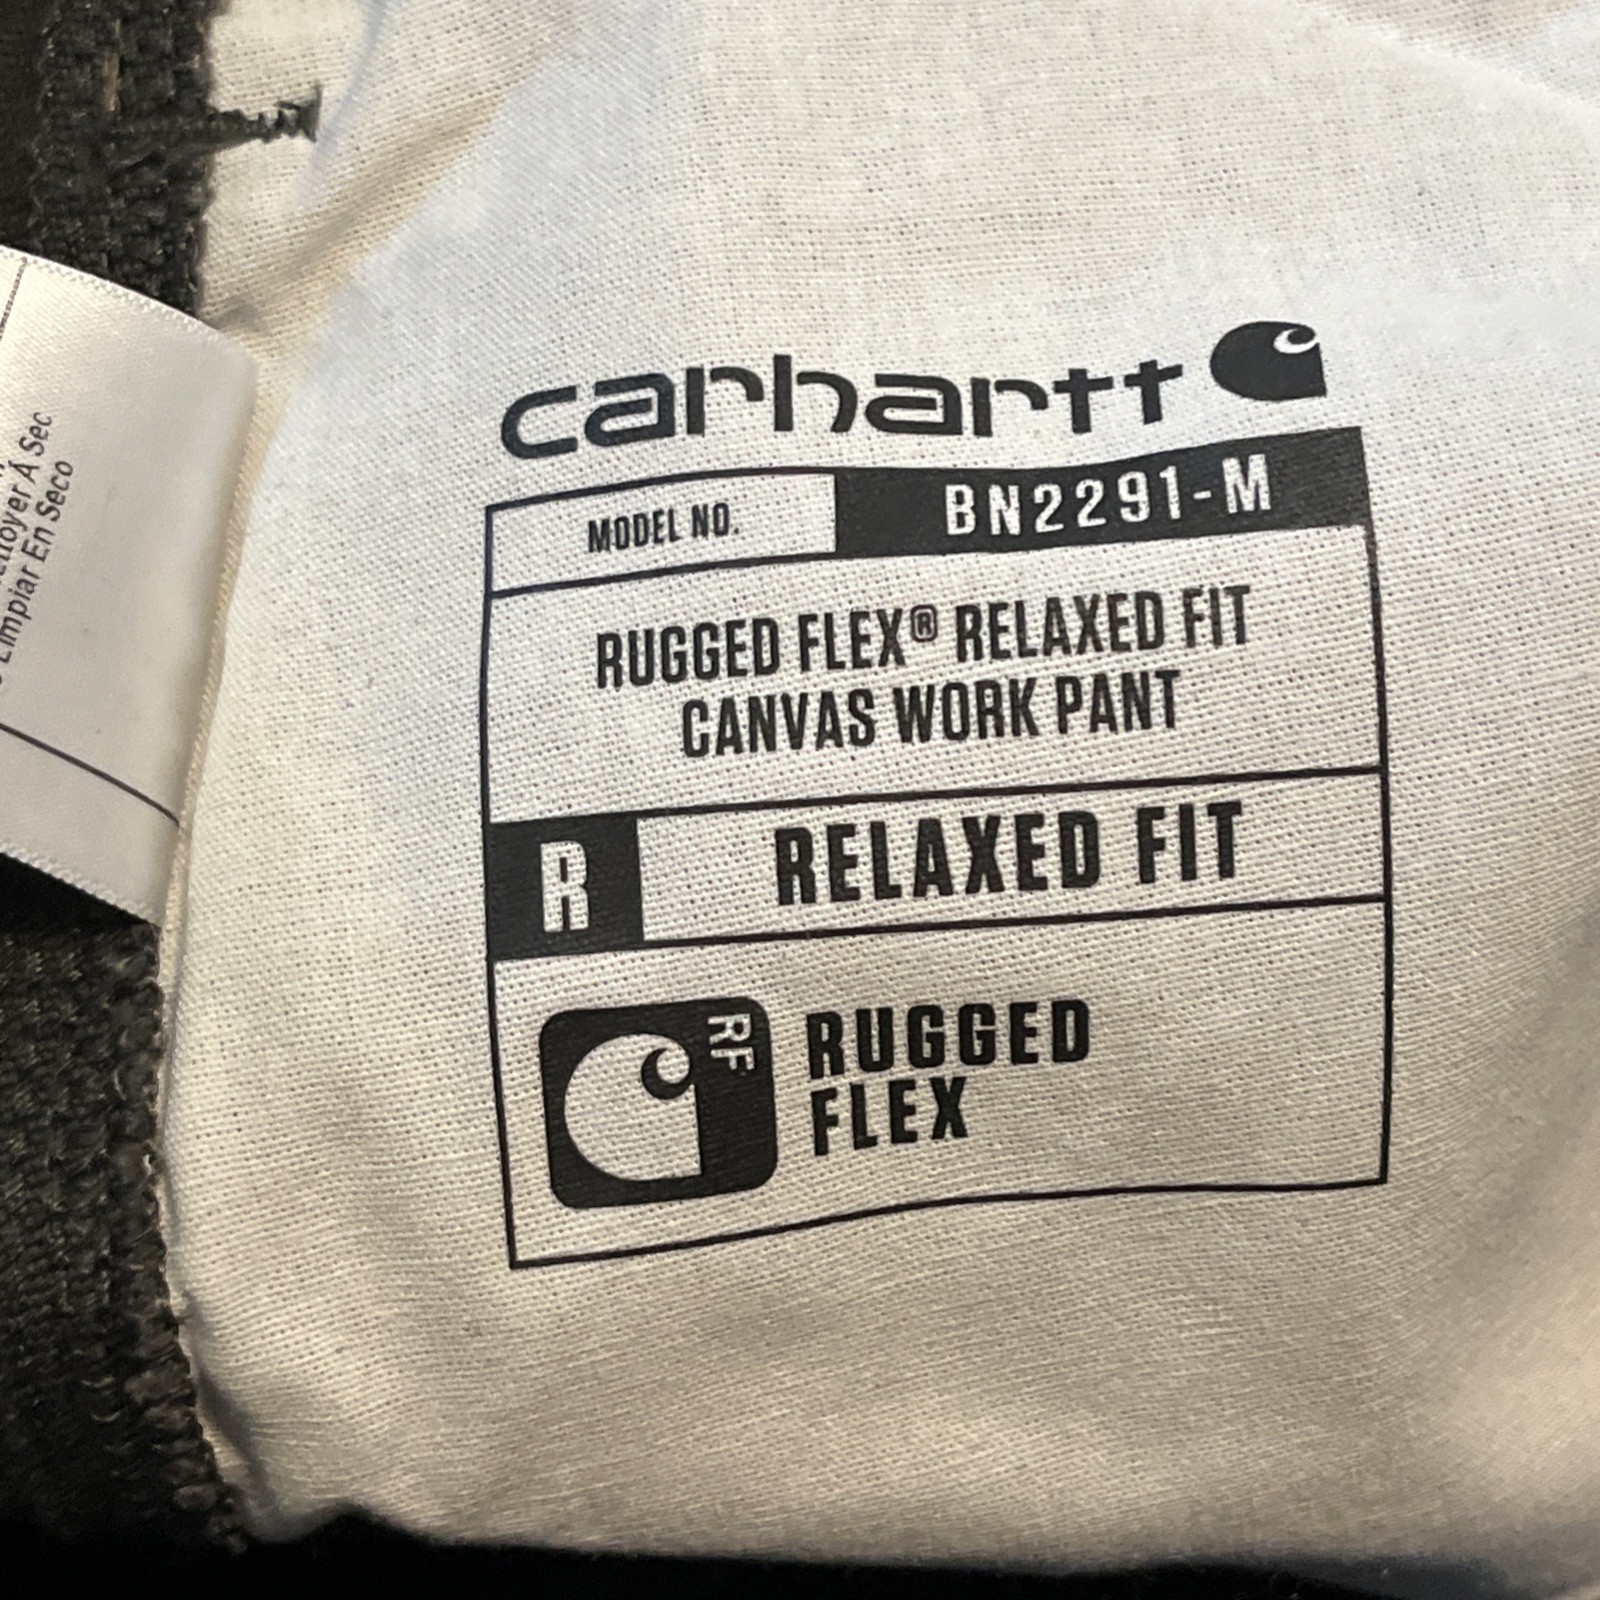 Á Sec
Limpiar En Seco
carhartt
MODEL NO. BN2291-M
RUGGED FLEX® RELAXED FIT
CANVAS WORK PANT
R RELAXED FIT
RF
RUGGED
FLEX